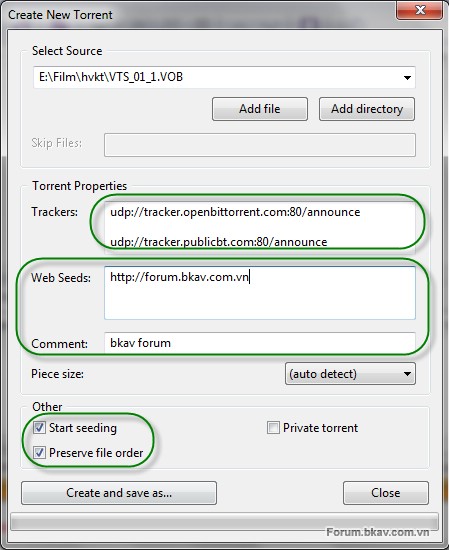 Create New Torrent
Select Source
E:\Film\hvkt\VTS_01_1.VOB
Add file
Add directory
Skip Files:
Torrent Properties
Trackers:
udp://tracker.openbittorrent.com:80/announce
udp://tracker.publicbt.com:80/announce
Web Seeds:
http://forum.bkav.com.vn
Comment:
bkav forum
Piece size:
(auto detect)
Other
Start seeding
Private torrent
Preserve file order
Create and save as...
Close
Forum.bkav.com.vn